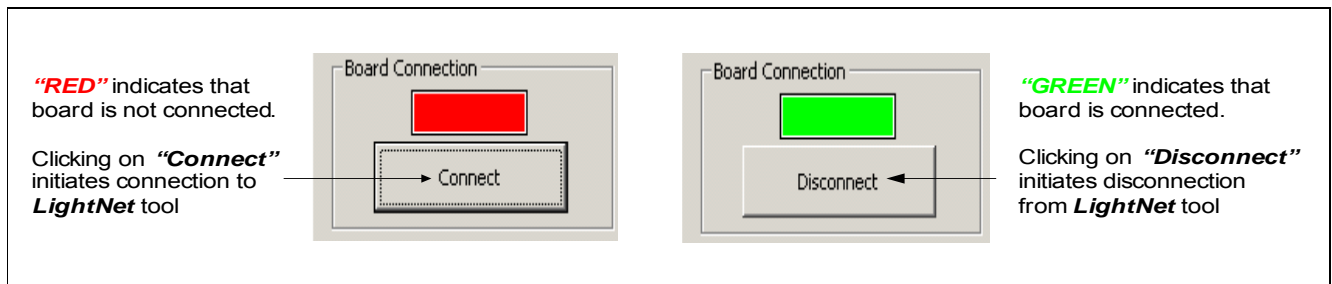 “RED” indicates that
board is not connected.
Clicking on “Connect”
initiates connection to
LightNet tool
Board Connection
Connect
Board Connection
Disconnect
“GREEN” indicates that
board is connected.
Clicking on “Disconnect”
initiates disconnection
from LightNet tool